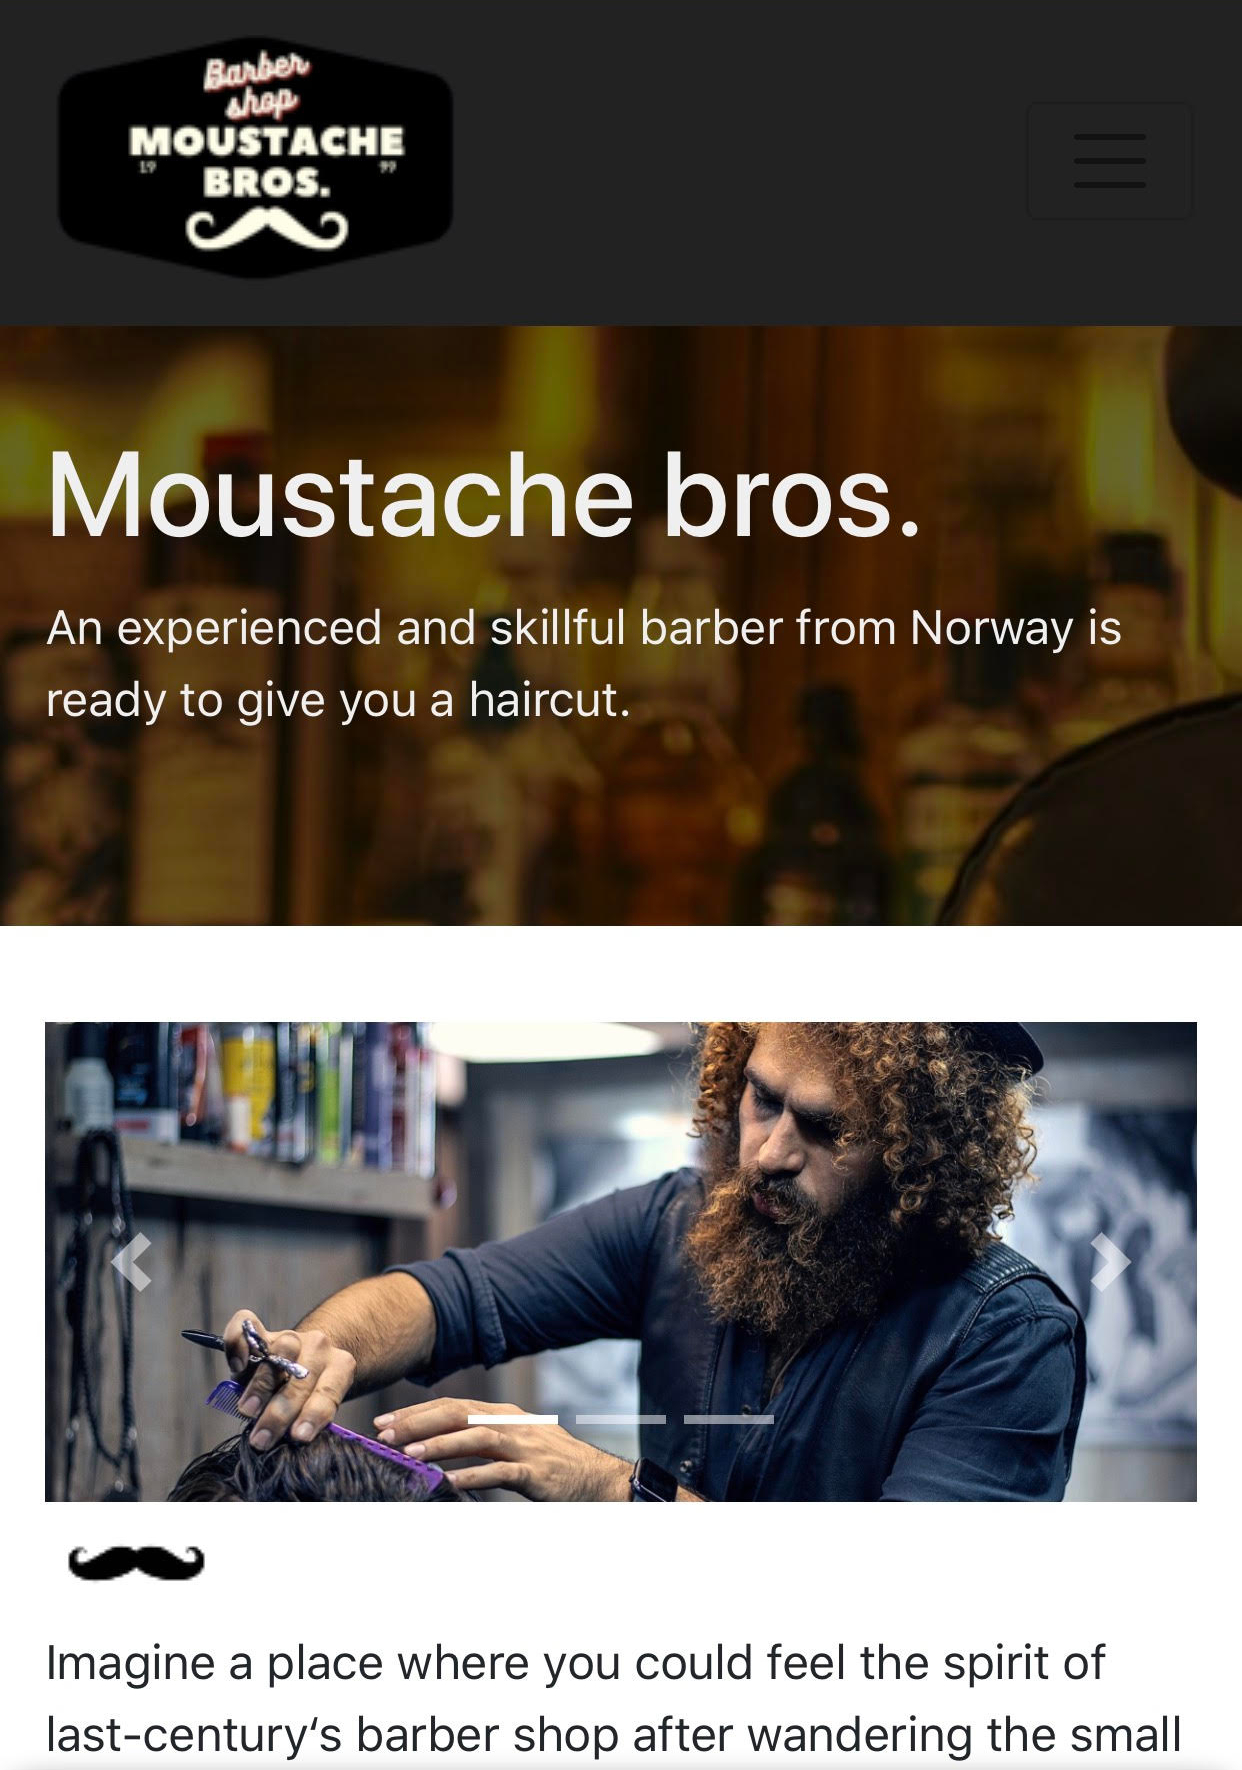 Barber
shop
MOUSTACHE
19 99
BROS.
Moustache bros.
An experienced and skillful barber from Norway is
ready to give you a haircut.
Imagine a place where you could feel the spirit of
last-century‘s barber shop after wandering the small